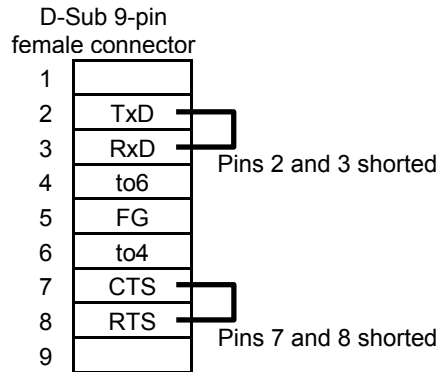 D-Sub 9-pin
female connector
1
2 TxD
3 RxD
Pins 2 and 3 shorted
4 to6
5 FG
6 to4
7 CTS
8 RTS
Pins 7 and 8 shorted
9